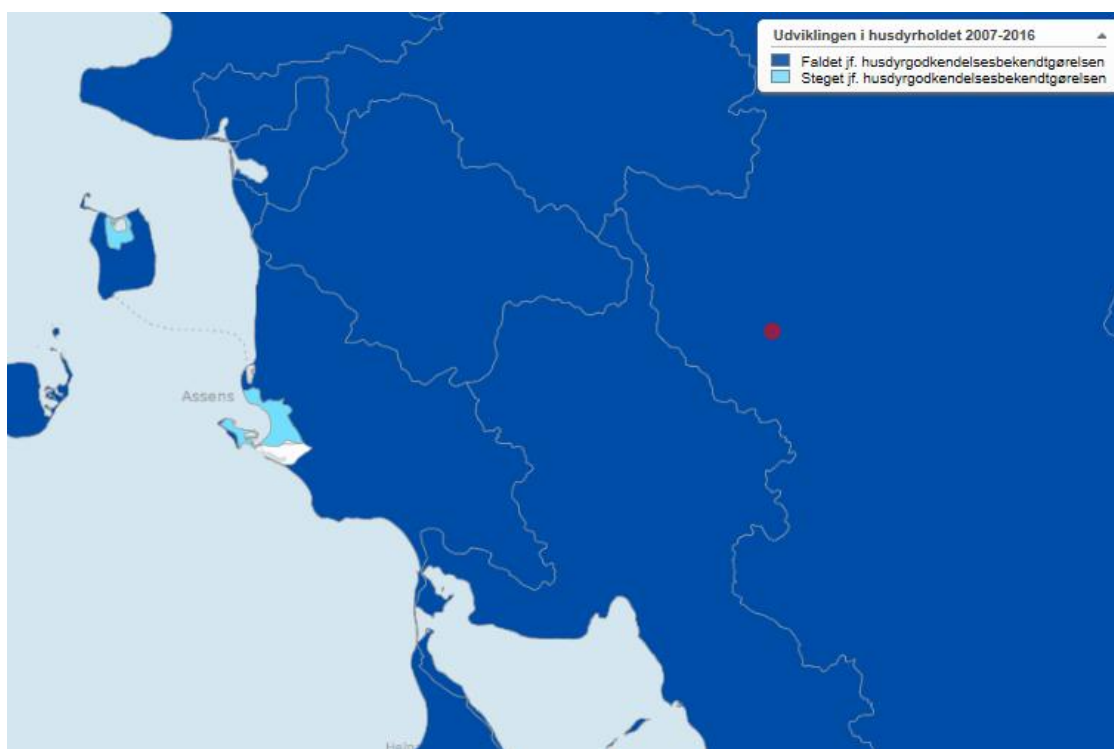 Udviklingen i husdyrholdet 2007-2016
Faldet jf. husdyrgodkendelsesbekendtgørelsen
Steget jf. husdyrgodkendelsesbekendtgørelsen
Assens